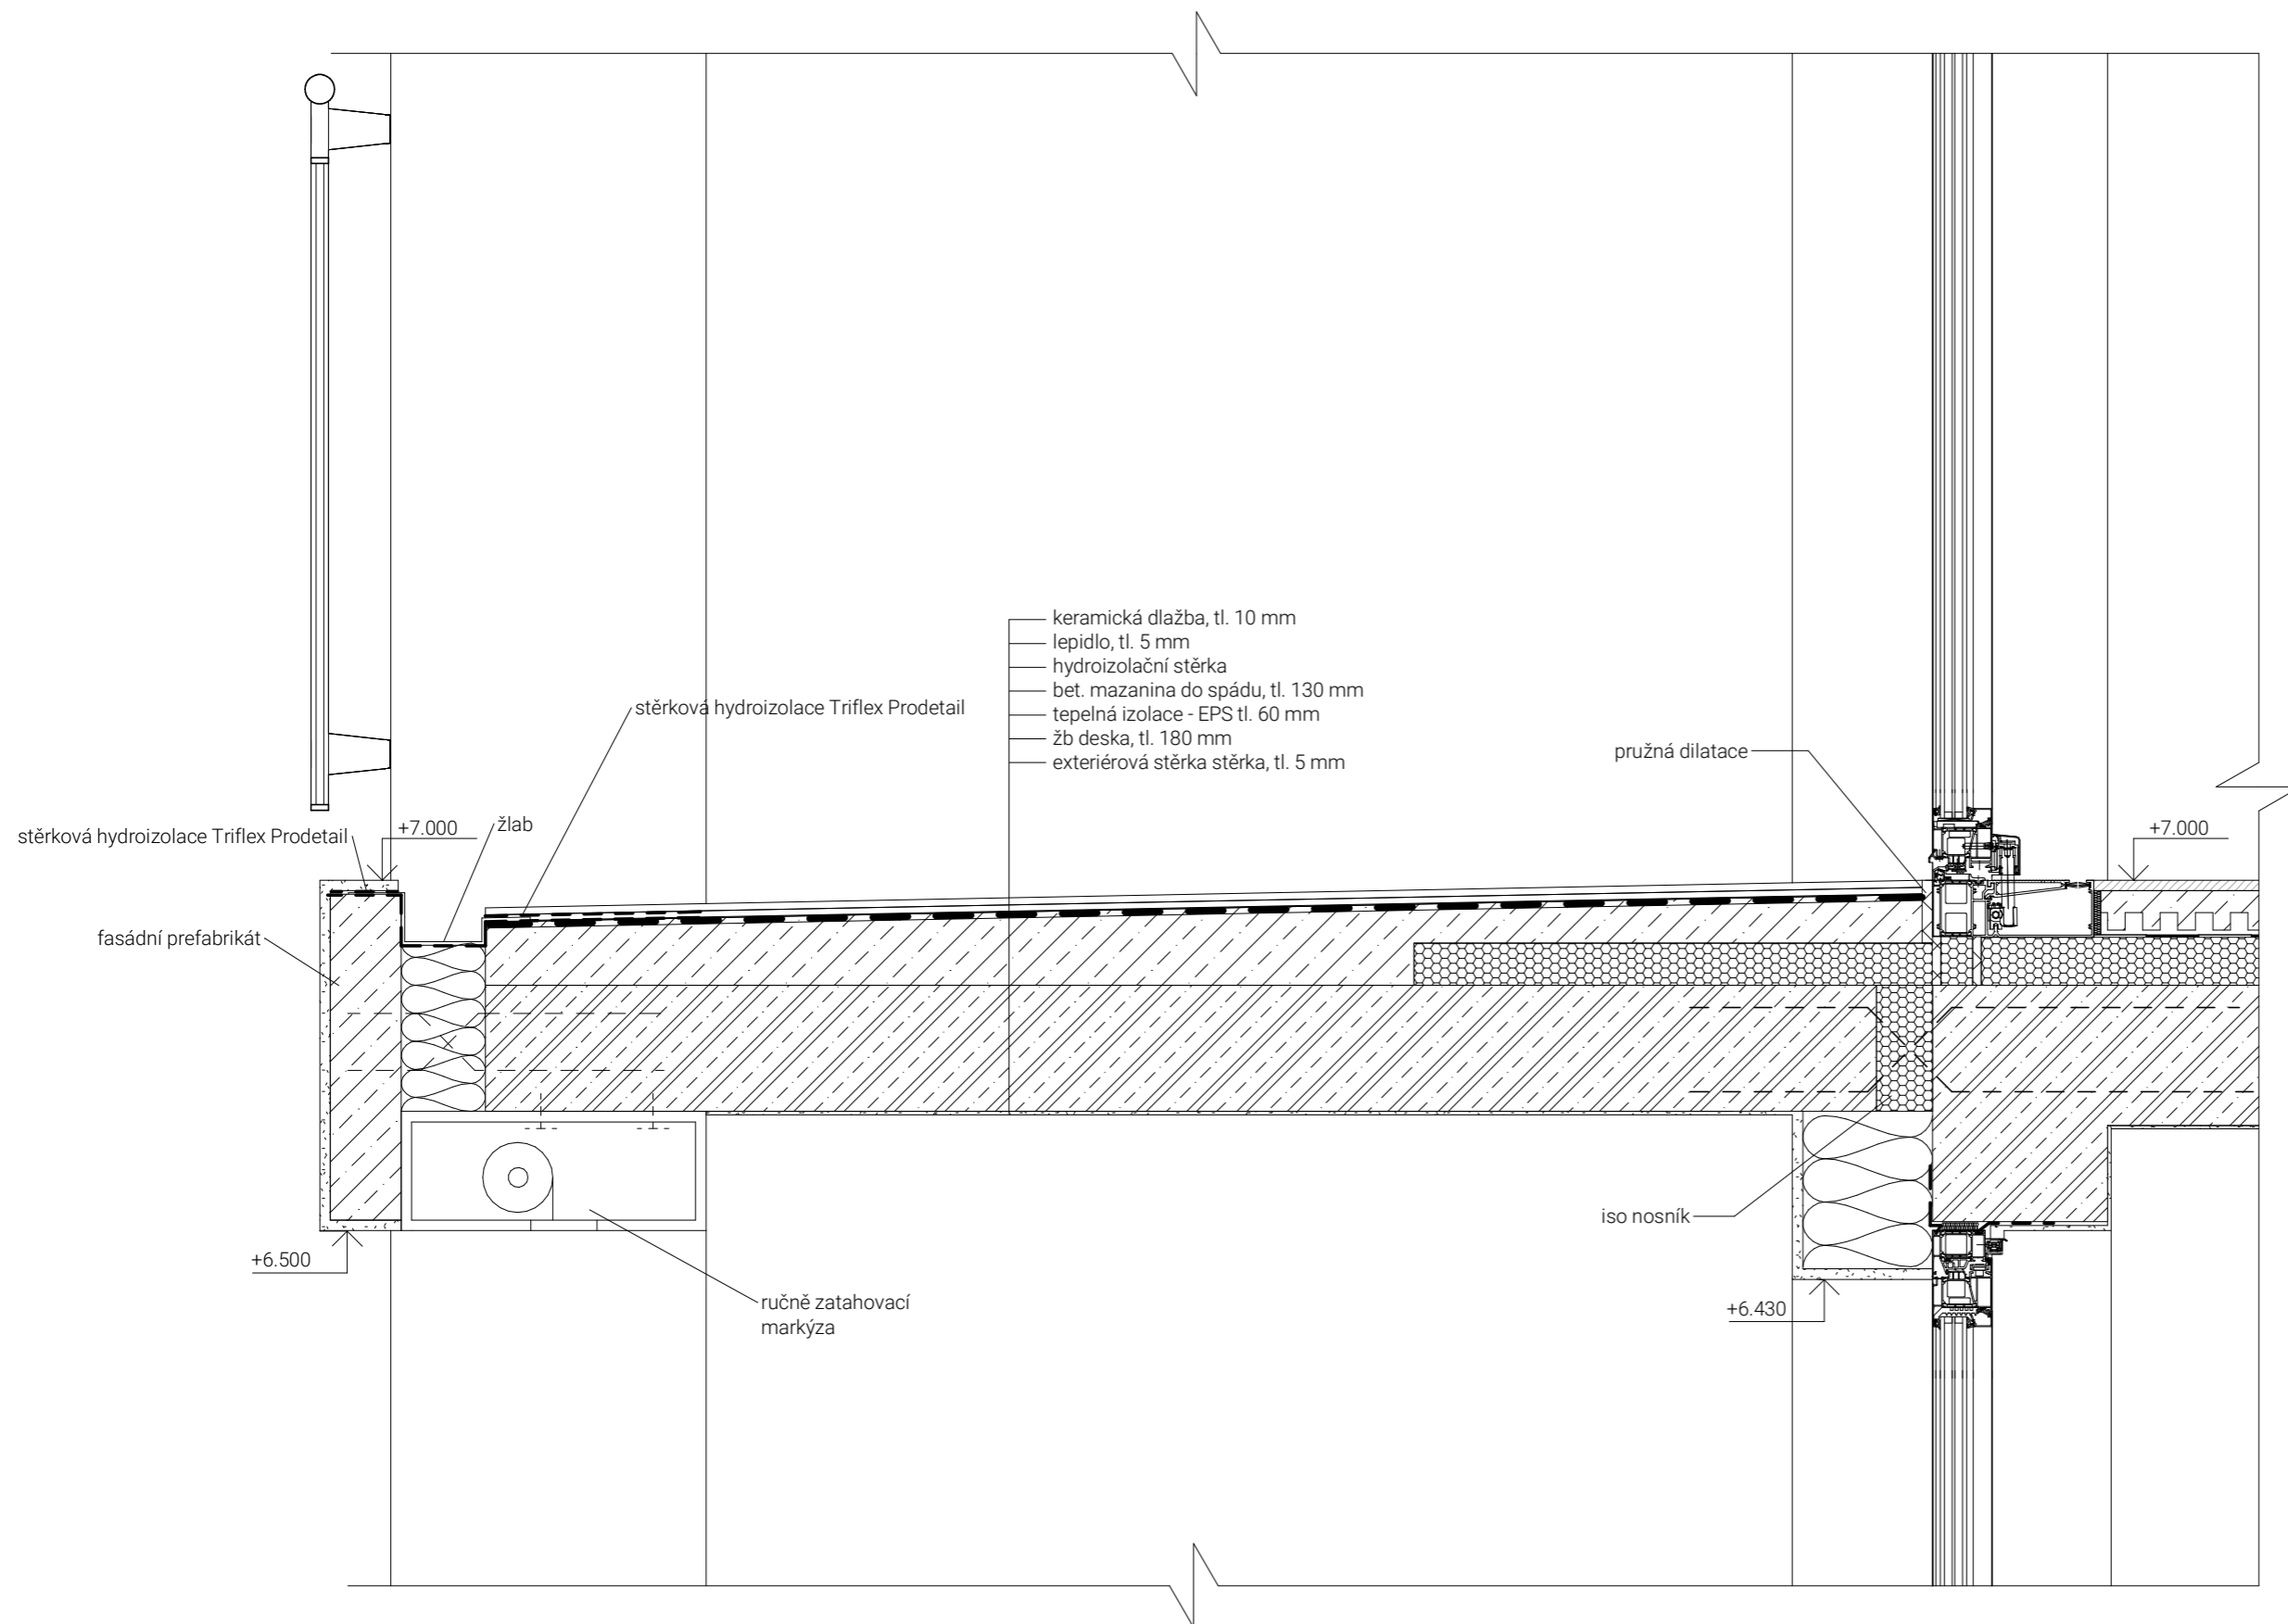 keramická dlažba, tl. 10 mm
lepidlo, tl. 5 mm
hydroizolační stěrka
bet. mazanina do spádu, tl. 130 mm
tepelná izolace - EPS tl. 60 mm
žb deska, tl. 180 mm
exteriérová stěrka stěrka, tl. 5 mm
stěrková hydroizolace Triflex Prodetail
pružná dilatace
stěrková hydroizolace Triflex Prodetail
+7.000
žlab
+7.000
fasádní prefabrikát
iso nosník
+6.500
ručně zatahovací
markýza
+6.430